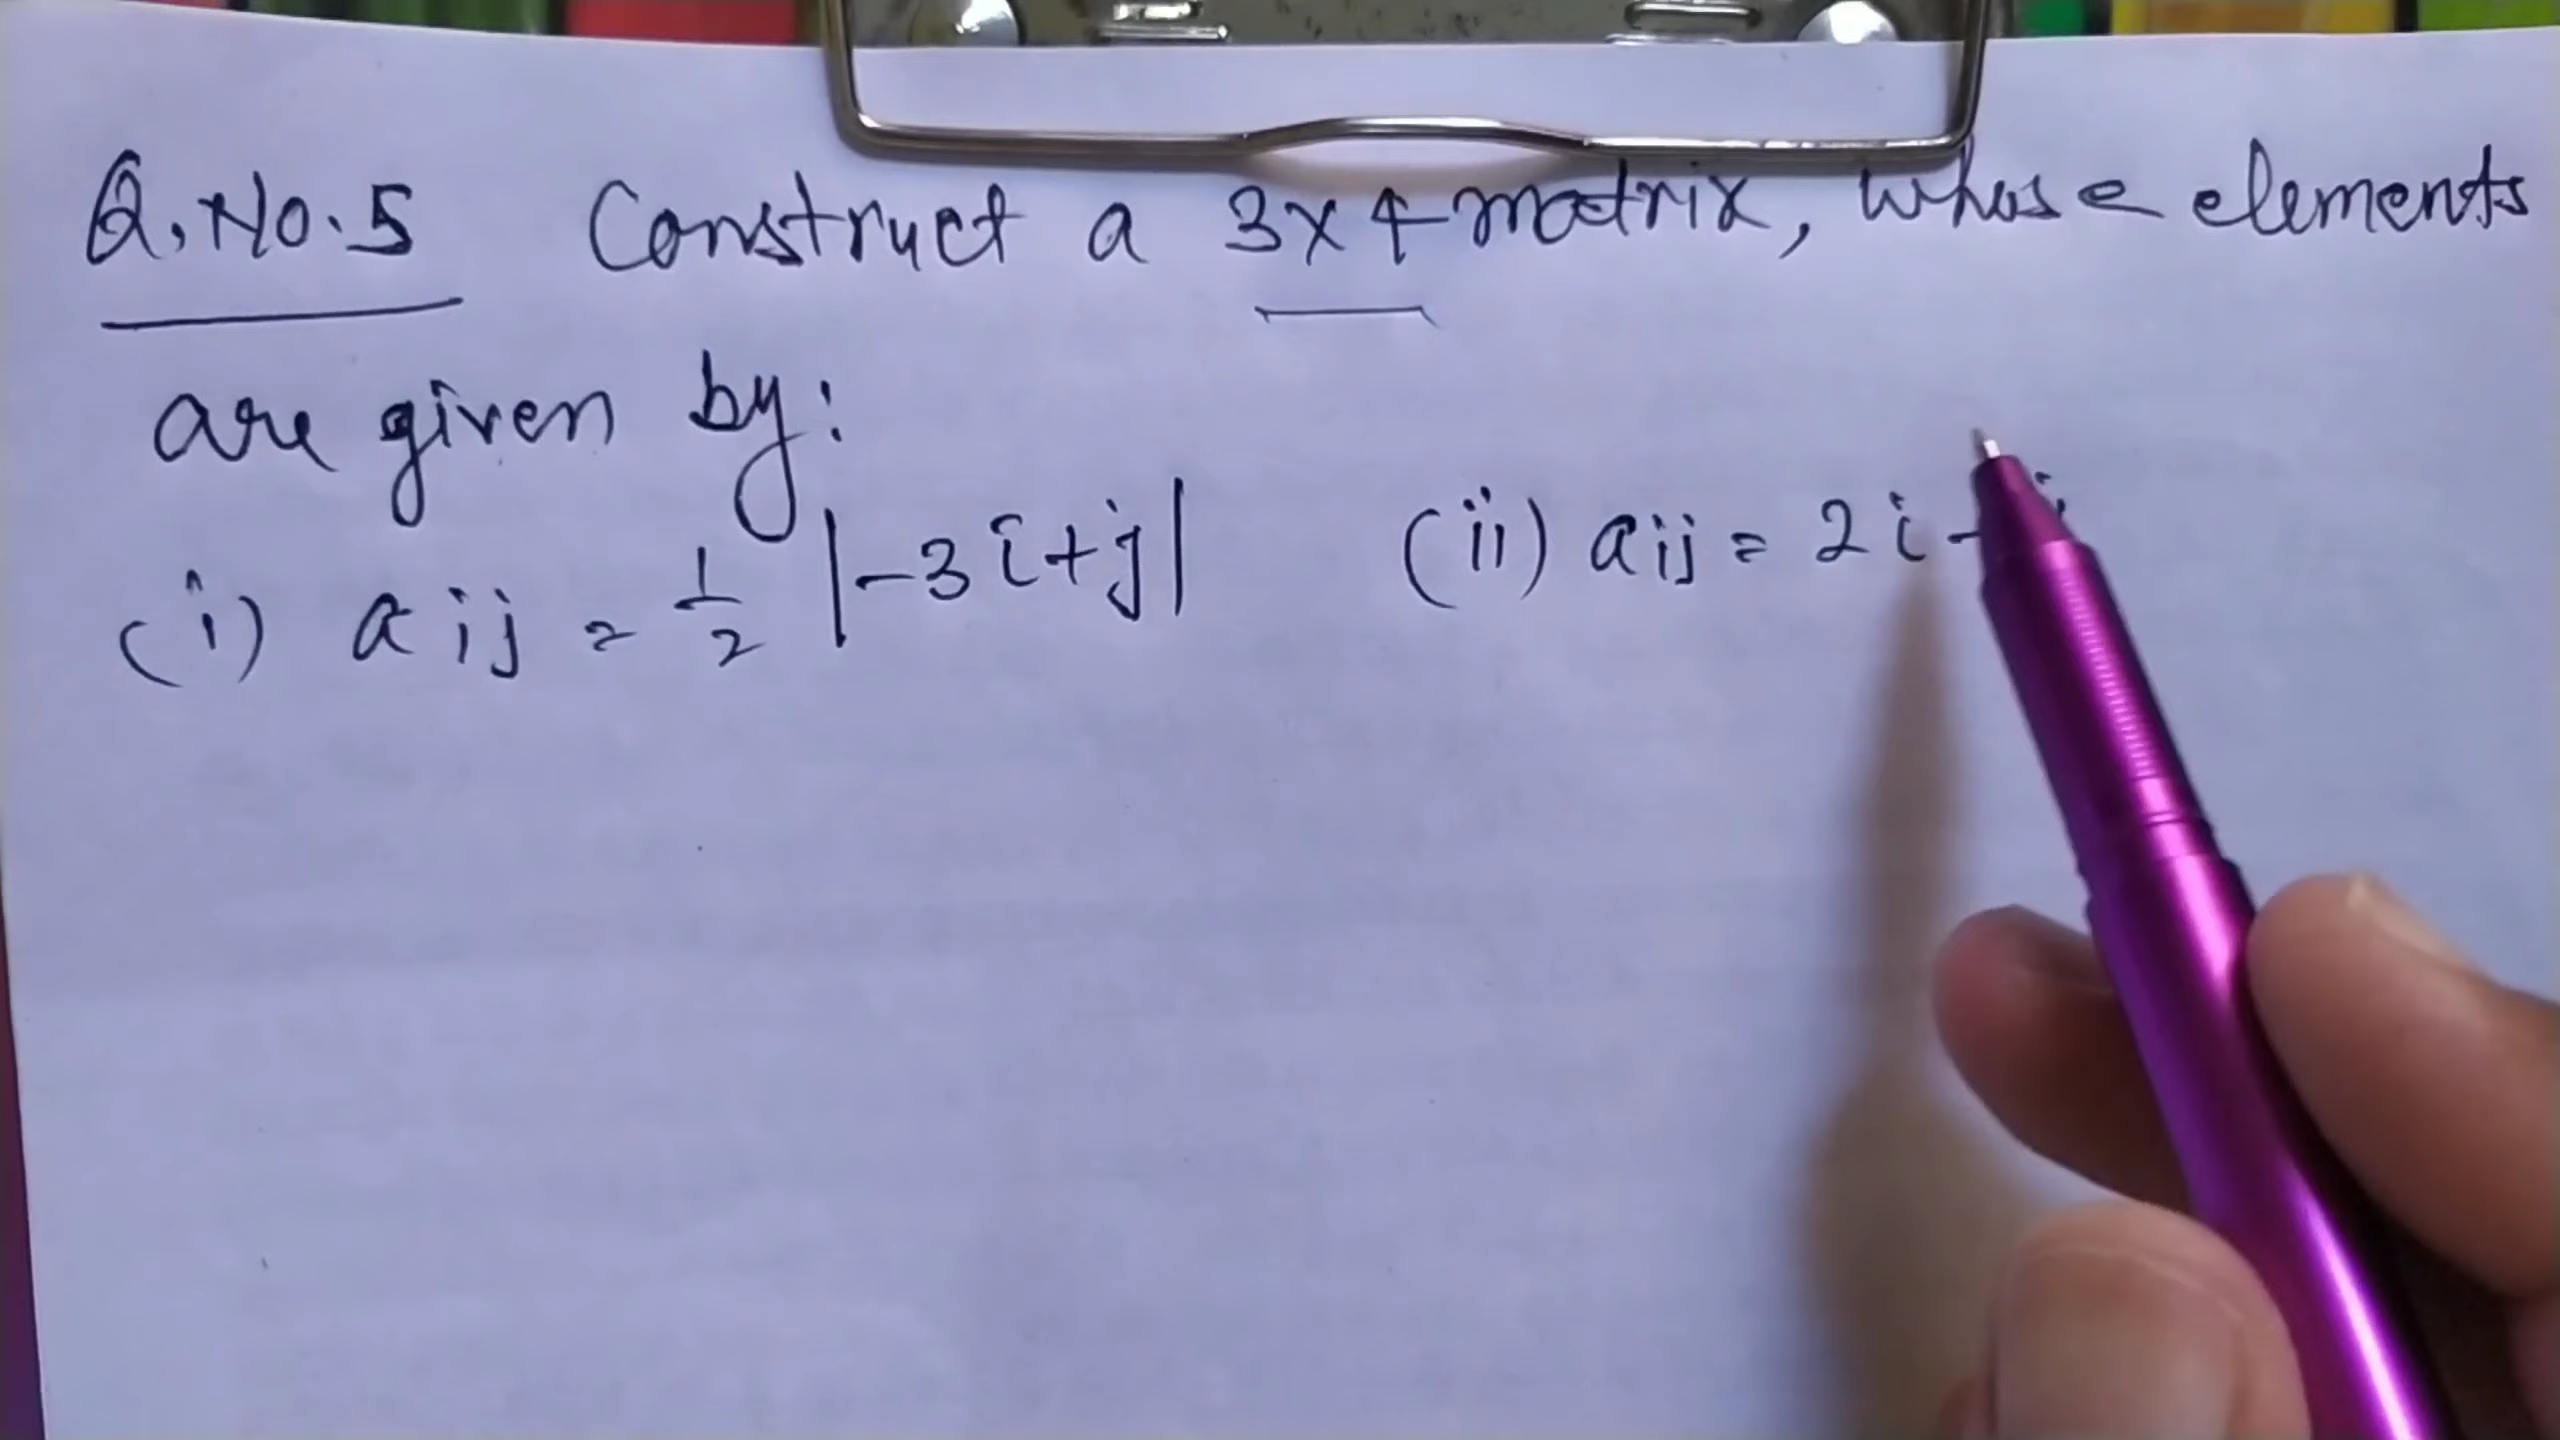 Q. No. 5 Construct a 3x4 matrix, whose elements
are given by:
(i) aij = 1/2 |-3i+j| (ii) aij = 2i-